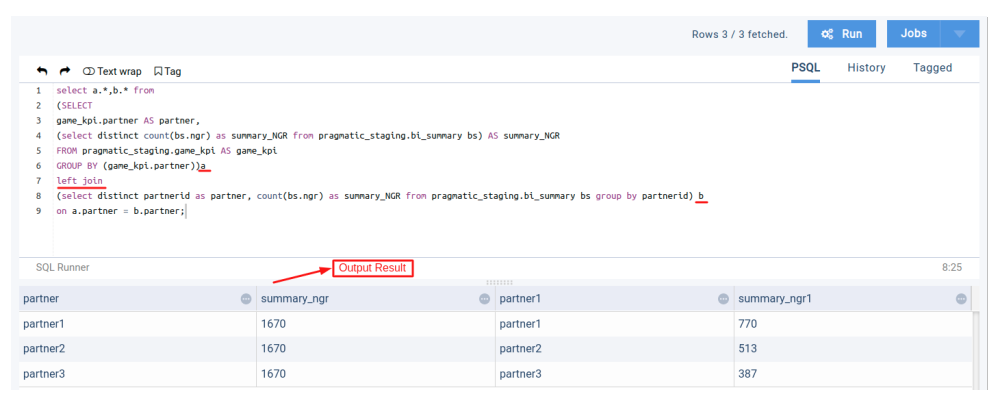 Rows 3 / 3 fetched. Run Jobs
Text wrap Tag PSQL History Tagged
1 select a.*,b.* from
2 (SELECT
3 game_kpi.partner AS partner,
4 (select distinct count(bs.ngr) as summary_NGR from pragmatic_staging.bi_summary bs) AS summary_NGR
5 FROM pragmatic_staging.game_kpi AS game_kpi
6 GROUP BY (game_kpi.partner))a
7 left join
8 (select distinct partnerid as partner, count(bs.ngr) as summary_NGR from pragmatic_staging.bi_summary bs group by partnerid) b
9 on a.partner = b.partner;
SQL Runner Output Result 8:25
partner summary_ngr partner1 summary_ngr1
partner1 1670 partner1 770
partner2 1670 partner2 513
partner3 1670 partner3 387